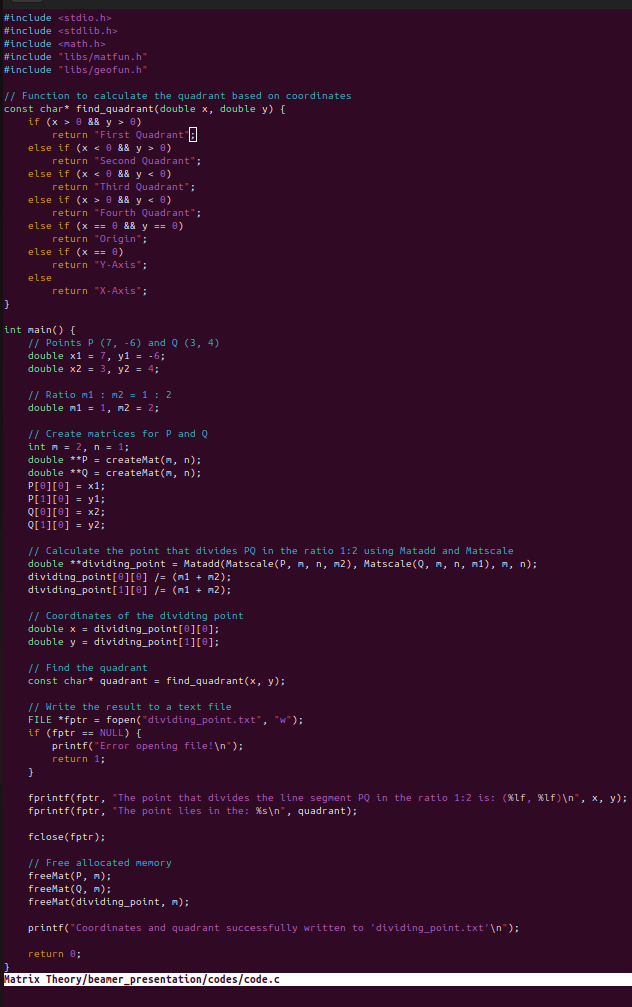 #include <stdio.h>
#include <stdlib.h>
#include <math.h>
#include "libs/matfun.h"
#include "libs/geofun.h"

// Function to calculate the quadrant based on coordinates
const char* find_quadrant(double x, double y) {
    if (x > 0 && y > 0)
        return "First Quadrant";
    else if (x < 0 && y > 0)
        return "Second Quadrant";
    else if (x < 0 && y < 0)
        return "Third Quadrant";
    else if (x > 0 && y < 0)
        return "Fourth Quadrant";
    else if (x == 0 && y == 0)
        return "Origin";
    else if (x == 0)
        return "Y-Axis";
    else
        return "X-Axis";
}

int main() {
    // Points P (7, -6) and Q (3, 4)
    double x1 = 7, y1 = -6;
    double x2 = 3, y2 = 4;

    // Ratio m1 : m2 = 1 : 2
    double m1 = 1, m2 = 2;

    // Create matrices for P and Q
    int m = 2, n = 1;
    double **P = createMat(m, n);
    double **Q = createMat(m, n);
    P[0][0] = x1;
    P[1][0] = y1;
    Q[0][0] = x2;
    Q[1][0] = y2;

    // Calculate the point that divides PQ in the ratio 1:2 using Matadd and Matscale
    double **dividing_point = Matadd(Matscale(P, m, n, m2), Matscale(Q, m, n, m1), m, n);
    dividing_point[0][0] /= (m1 + m2);
    dividing_point[1][0] /= (m1 + m2);

    // Coordinates of the dividing point
    double x = dividing_point[0][0];
    double y = dividing_point[1][0];

    // Find the quadrant
    const char* quadrant = find_quadrant(x, y);

    // Write the result to a text file
    FILE *fptr = fopen("dividing_point.txt", "w");
    if (fptr == NULL) {
        printf("Error opening file!\n");
        return 1;
    }

    fprintf(fptr, "The point that divides the line segment PQ in the ratio 1:2 is: (%lf, %lf)\n", x, y);
    fprintf(fptr, "The point lies in the: %s\n", quadrant);

    fclose(fptr);

    // Free allocated memory
    freeMat(P, m);
    freeMat(Q, m);
    freeMat(dividing_point, m);

    printf("Coordinates and quadrant successfully written to 'dividing_point.txt'\n");

    return 0;
}
Matrix Theory/beamer_presentation/codes/code.c